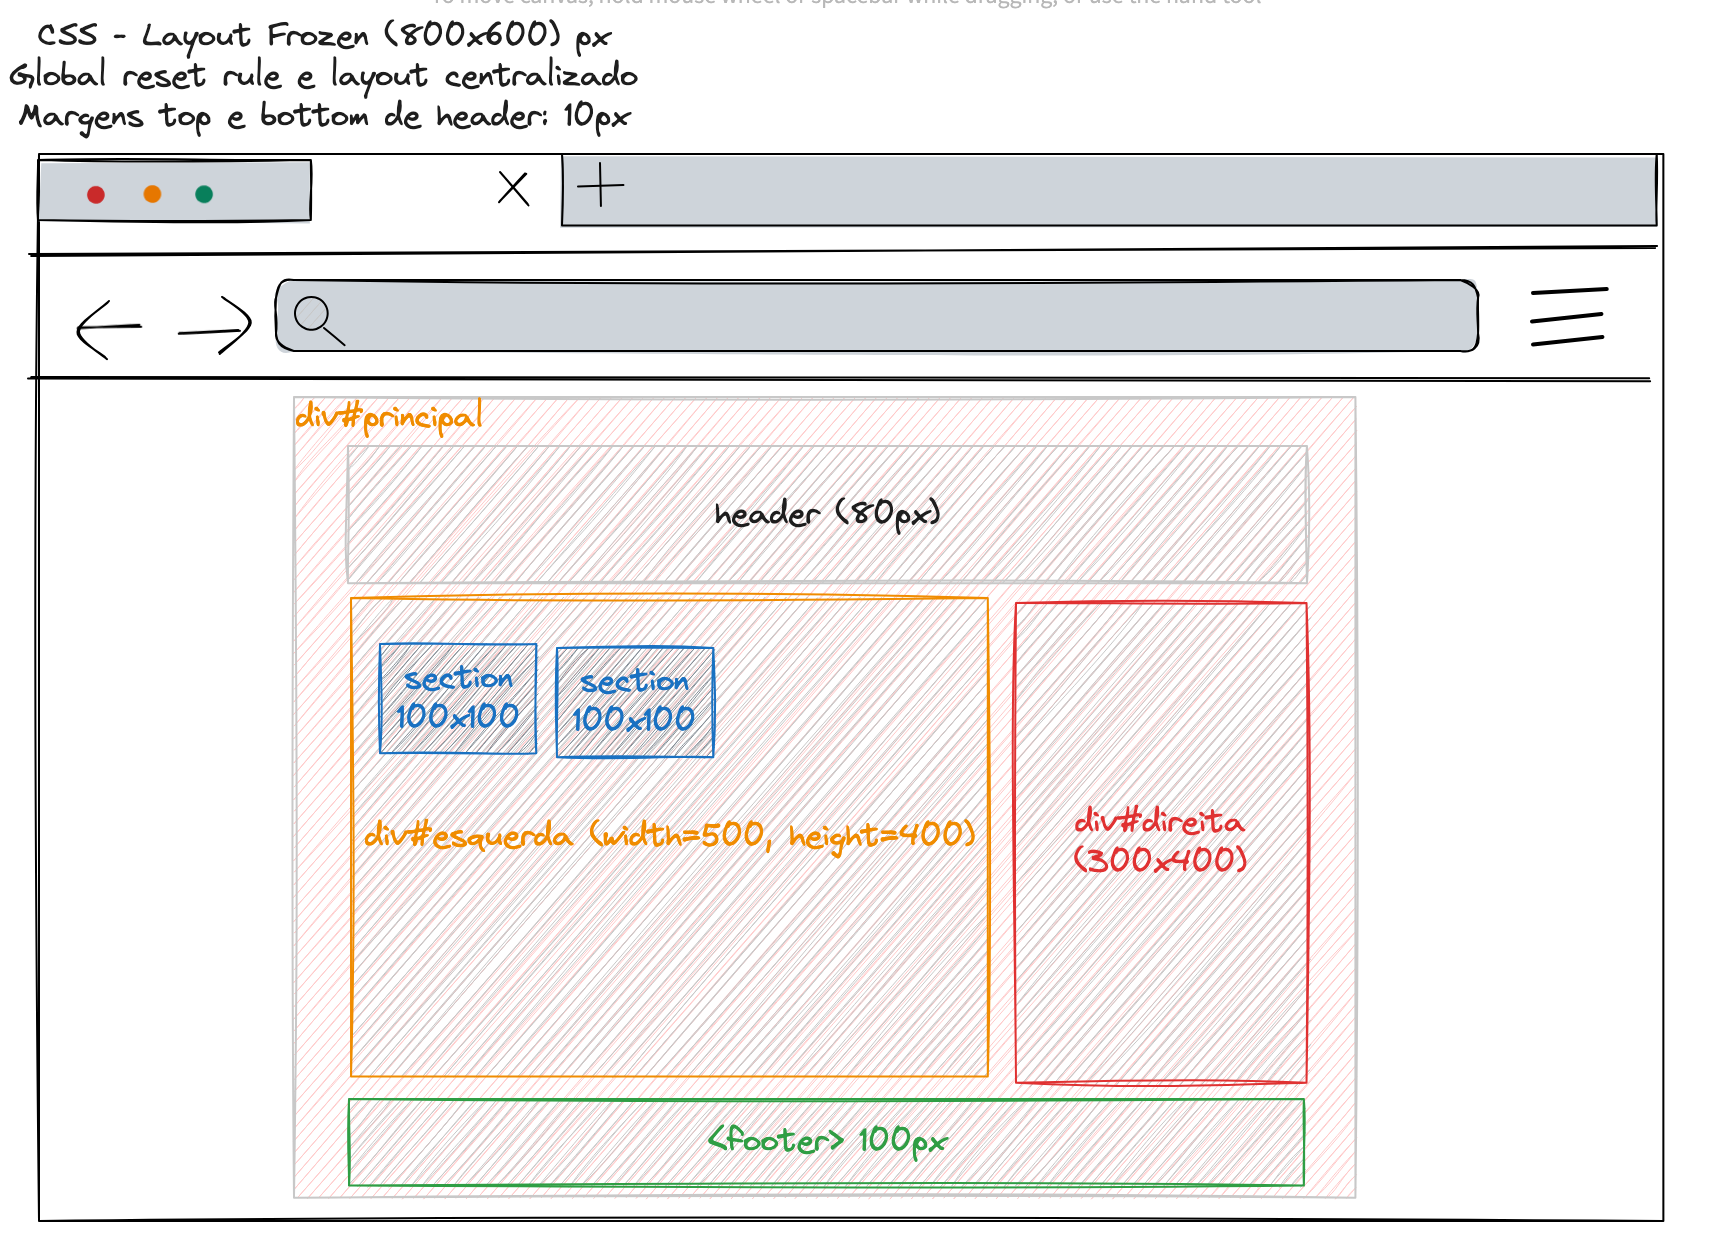 To move canvas, hold mouse wheel or spacebar while dragging, or use the hand tool
CSS - Layout Frozen (800x600) px
Global reset rule e layout centralizado
Margens top e bottom de header: 10px
div#principal
header (80px)
section
100x100
section
100x100
div#esquerda (width=500, height=400)
div#direita
(300x400)
<footer> 100px